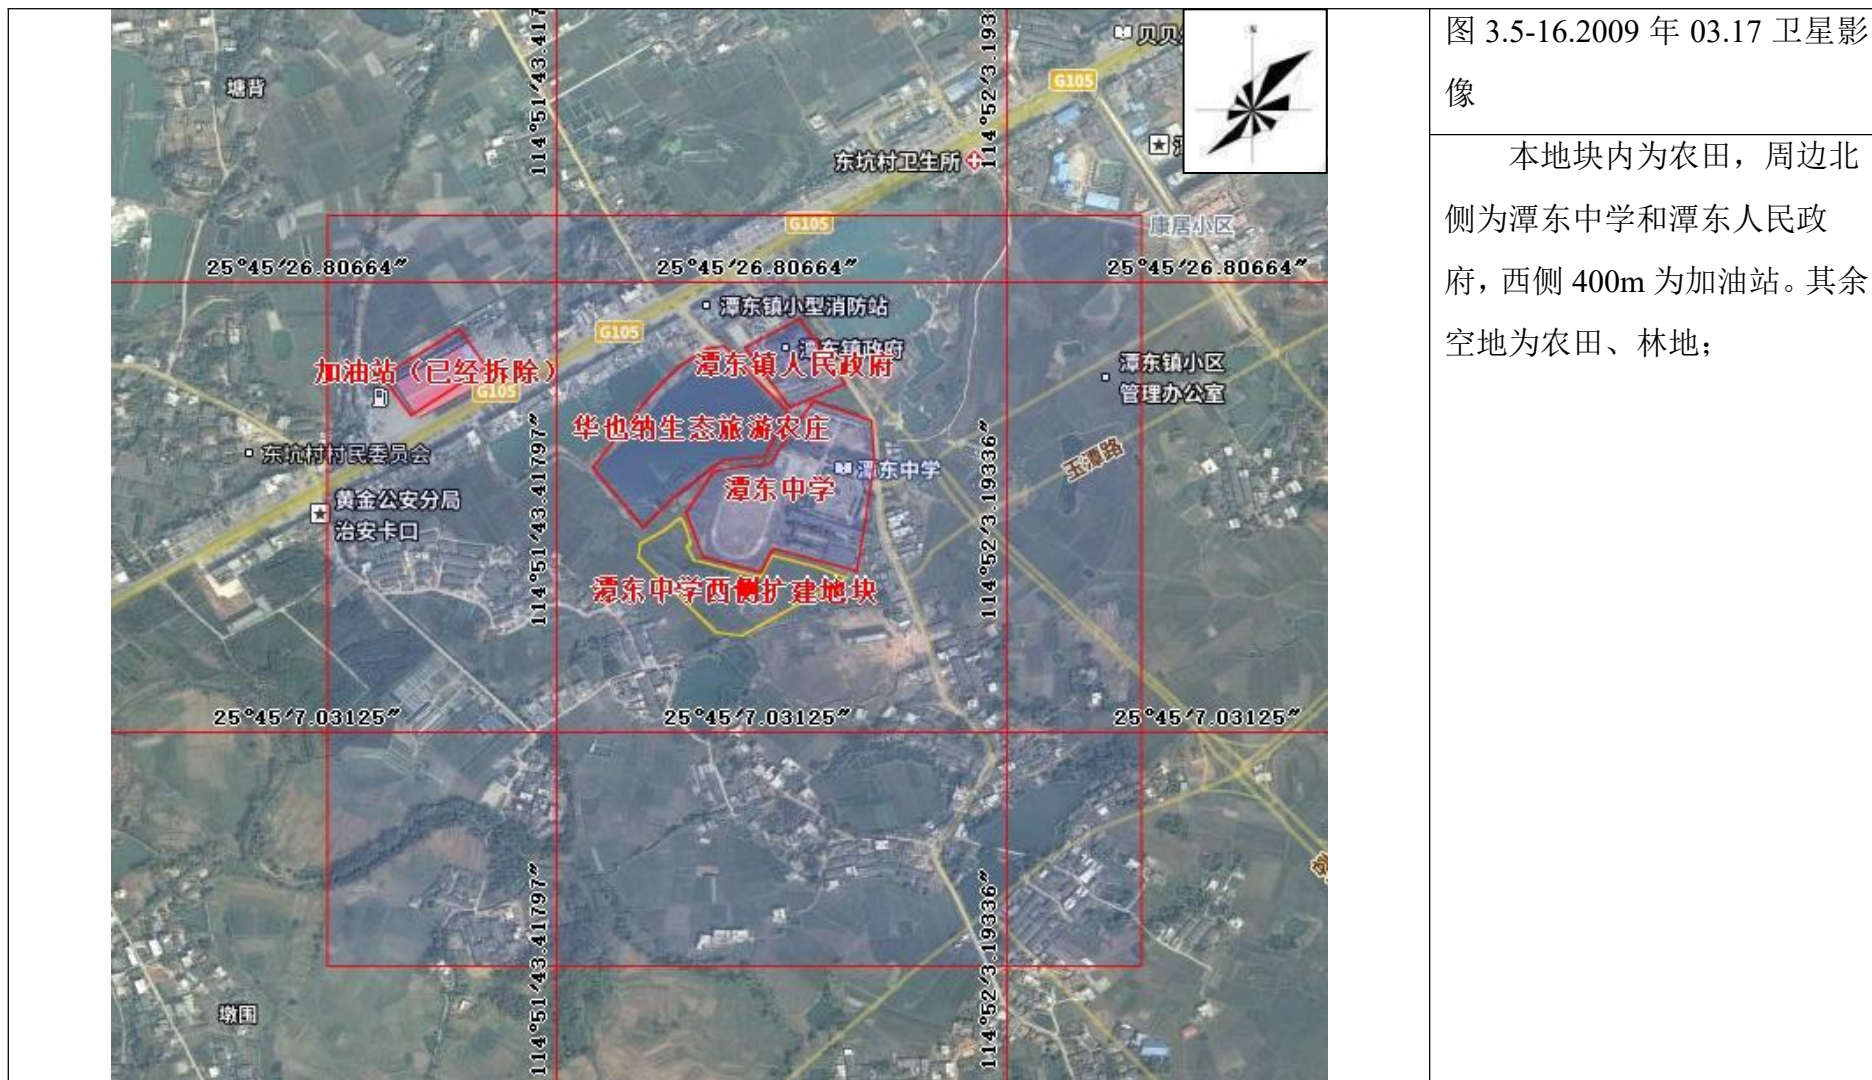 图 3.5-16.2009 年 03.17 卫星影
像
本地块内为农田，周边北
侧为潭东中学和潭东人民政
府，西侧 400m 为加油站。其余
空地为农田、林地；
塘背
114°51′43.417
114°52′3.1933
贝贝
G105
东坑村卫生所
G105
康居小区
25°45′26.80664″
25°45′26.80664″
25°45′26.80664″
潭东镇小型消防站
G105
潭东镇政府
潭东镇人民政府
加油站（已经拆除）
G105
潭东镇小区
管理办公室
华也纳生态旅游农庄
东坑村村民委员会
潭东中学
潭东中学
玉潭路
黄金公安分局
治安卡口
114°51′43.41797″
114°52′3.19336″
潭东中学西侧扩建地块
25°45′7.03125″
25°45′7.03125″
25°45′7.03125″
114°51′43.41797″
114°52′3.19336″
墩围